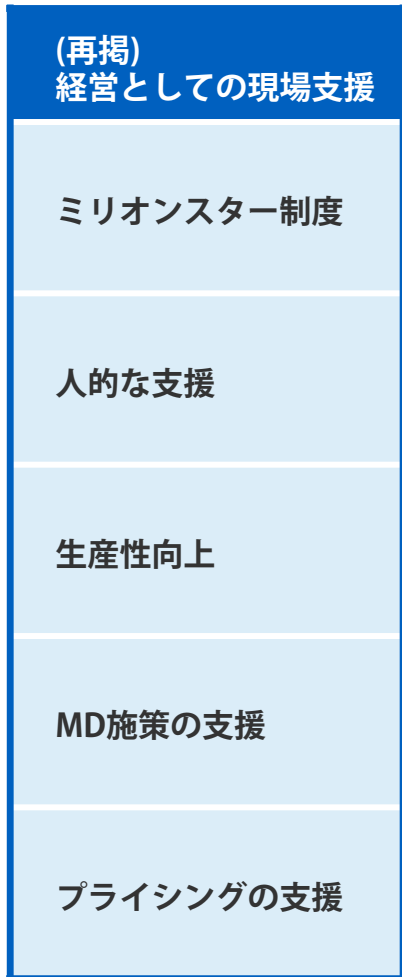 (再掲)
経営としての現場支援
ミリオンスター制度
人的な支援
生産性向上
MD施策の支援
プライシングの支援